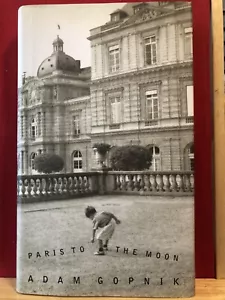 PARIS TO THE MOON
ADAM GOPNIK